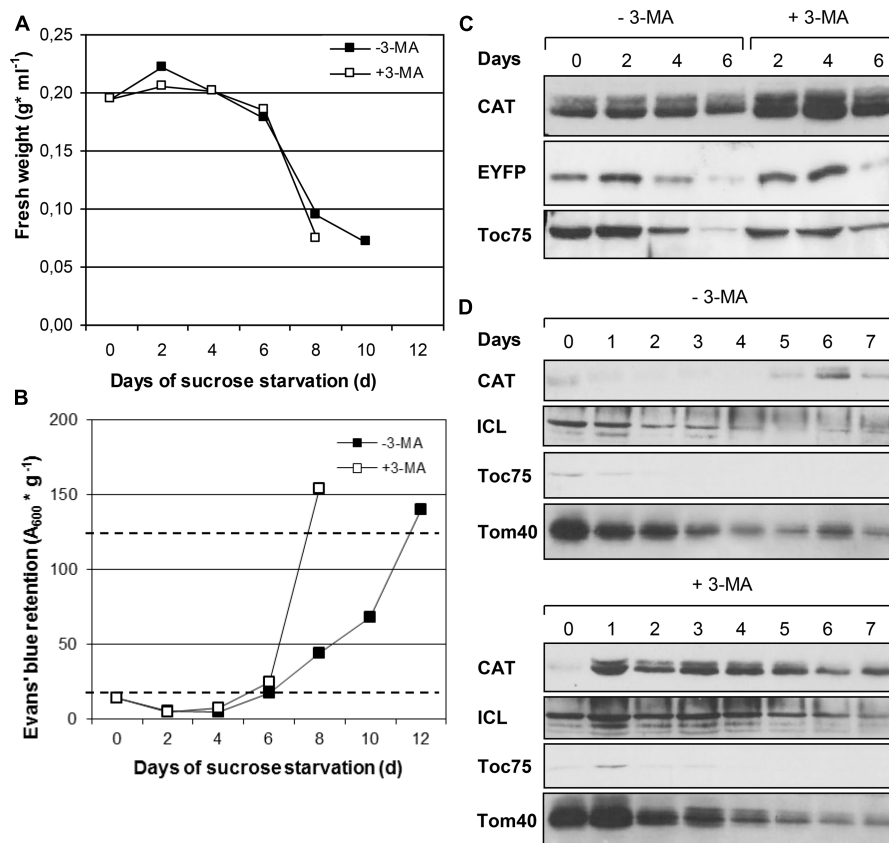 A
Fresh weight (g* ml-1)
0,25
0,20
0,15
0,10
0,05
0,00
-3-MA
+3-MA
0 2 4 6 8 10 12
Days of sucrose starvation (d)
B
Evans' blue retention (A600 * g-1)
200
150
100
50
0
-3-MA
+3-MA
0 2 4 6 8 10 12
Days of sucrose starvation (d)
C
- 3-MA + 3-MA
Days 0 2 4 6 2 4 6
CAT
EYFP
Toc75
D
- 3-MA
Days 0 1 2 3 4 5 6 7
CAT
ICL
Toc75
Tom40
+ 3-MA
0 1 2 3 4 5 6 7
CAT
ICL
Toc75
Tom40